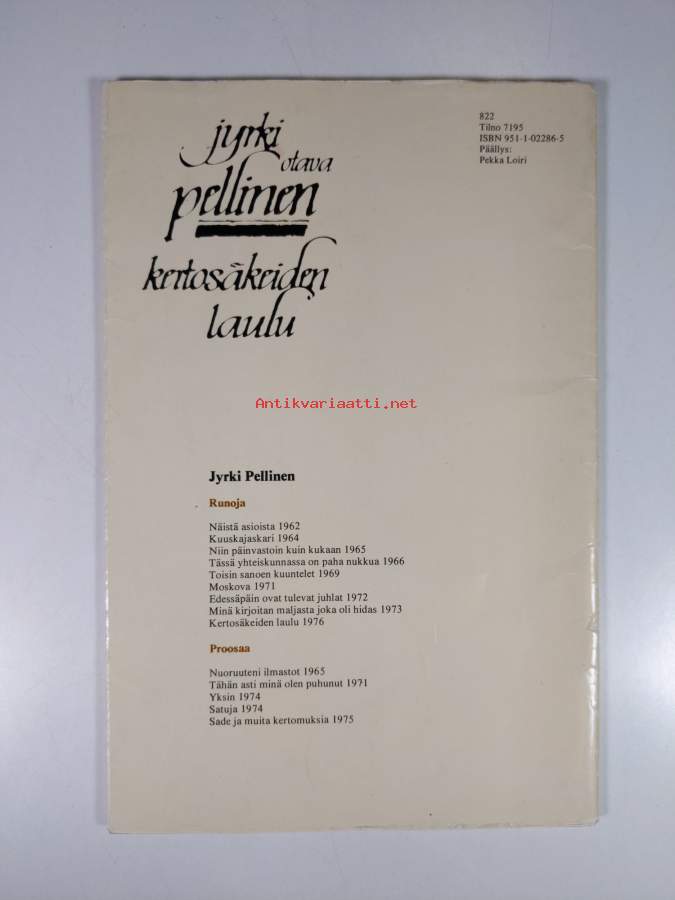 jyrki
otava
pellinen
kertosäkeiden
laulu
822
Tilno 7195
ISBN 951-1-02286-5
Päällys:
Pekka Loiri
Antikvariaatti.net
Jyrki Pellinen
Runoja
Näistä asioista 1962
Kuuskajaskari 1964
Niin päinvastoin kuin kukaan 1965
Tässä yhteiskunnassa on paha nukkua 1966
Toisin sanoen kuuntelet 1969
Moskova 1971
Edessäpäin ovat tulevat juhlat 1972
Minä kirjoitan maljasta joka oli hidas 1973
Kertosäkeiden laulu 1976
Proosaa
Nuoruuteni ilmastot 1965
Tähän asti minä olen puhunut 1971
Yksin 1974
Satuja 1974
Sade ja muita kertomuksia 1975